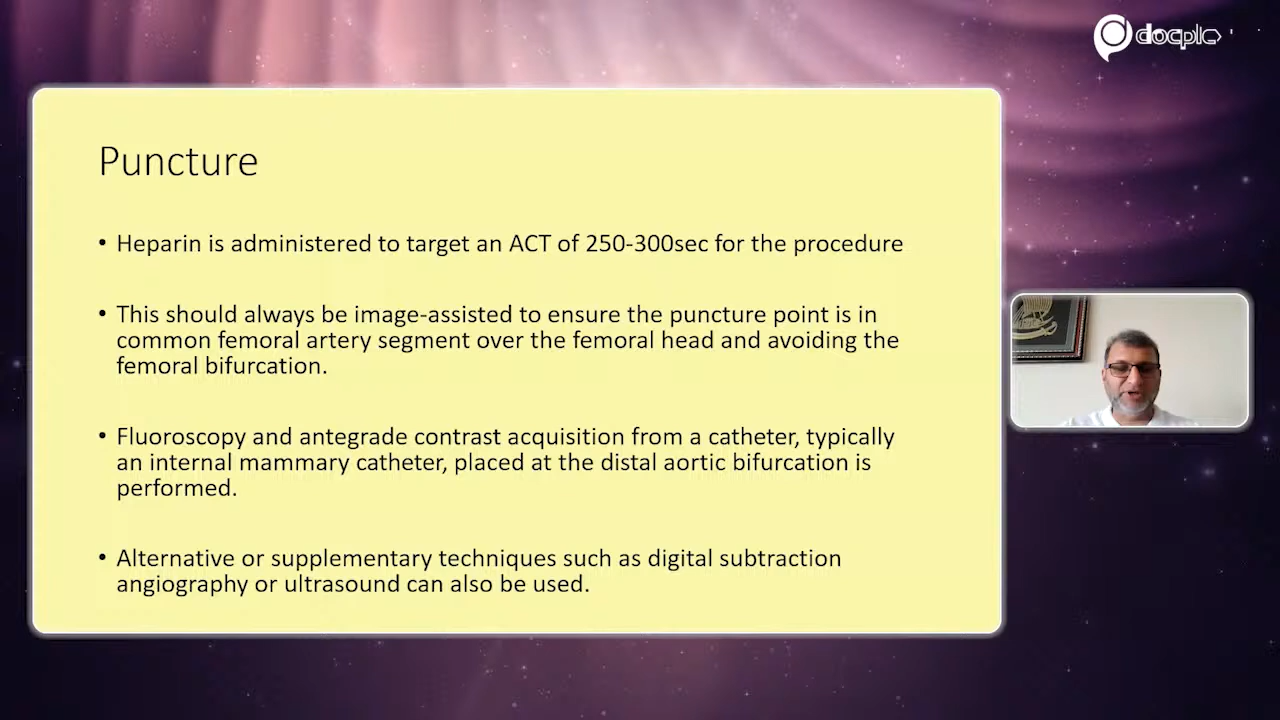 docplexus
Puncture
• Heparin is administered to target an ACT of 250-300sec for the procedure
• This should always be image-assisted to ensure the puncture point is in
common femoral artery segment over the femoral head and avoiding the
femoral bifurcation.
• Fluoroscopy and antegrade contrast acquisition from a catheter, typically
an internal mammary catheter, placed at the distal aortic bifurcation is
performed.
• Alternative or supplementary techniques such as digital subtraction
angiography or ultrasound can also be used.